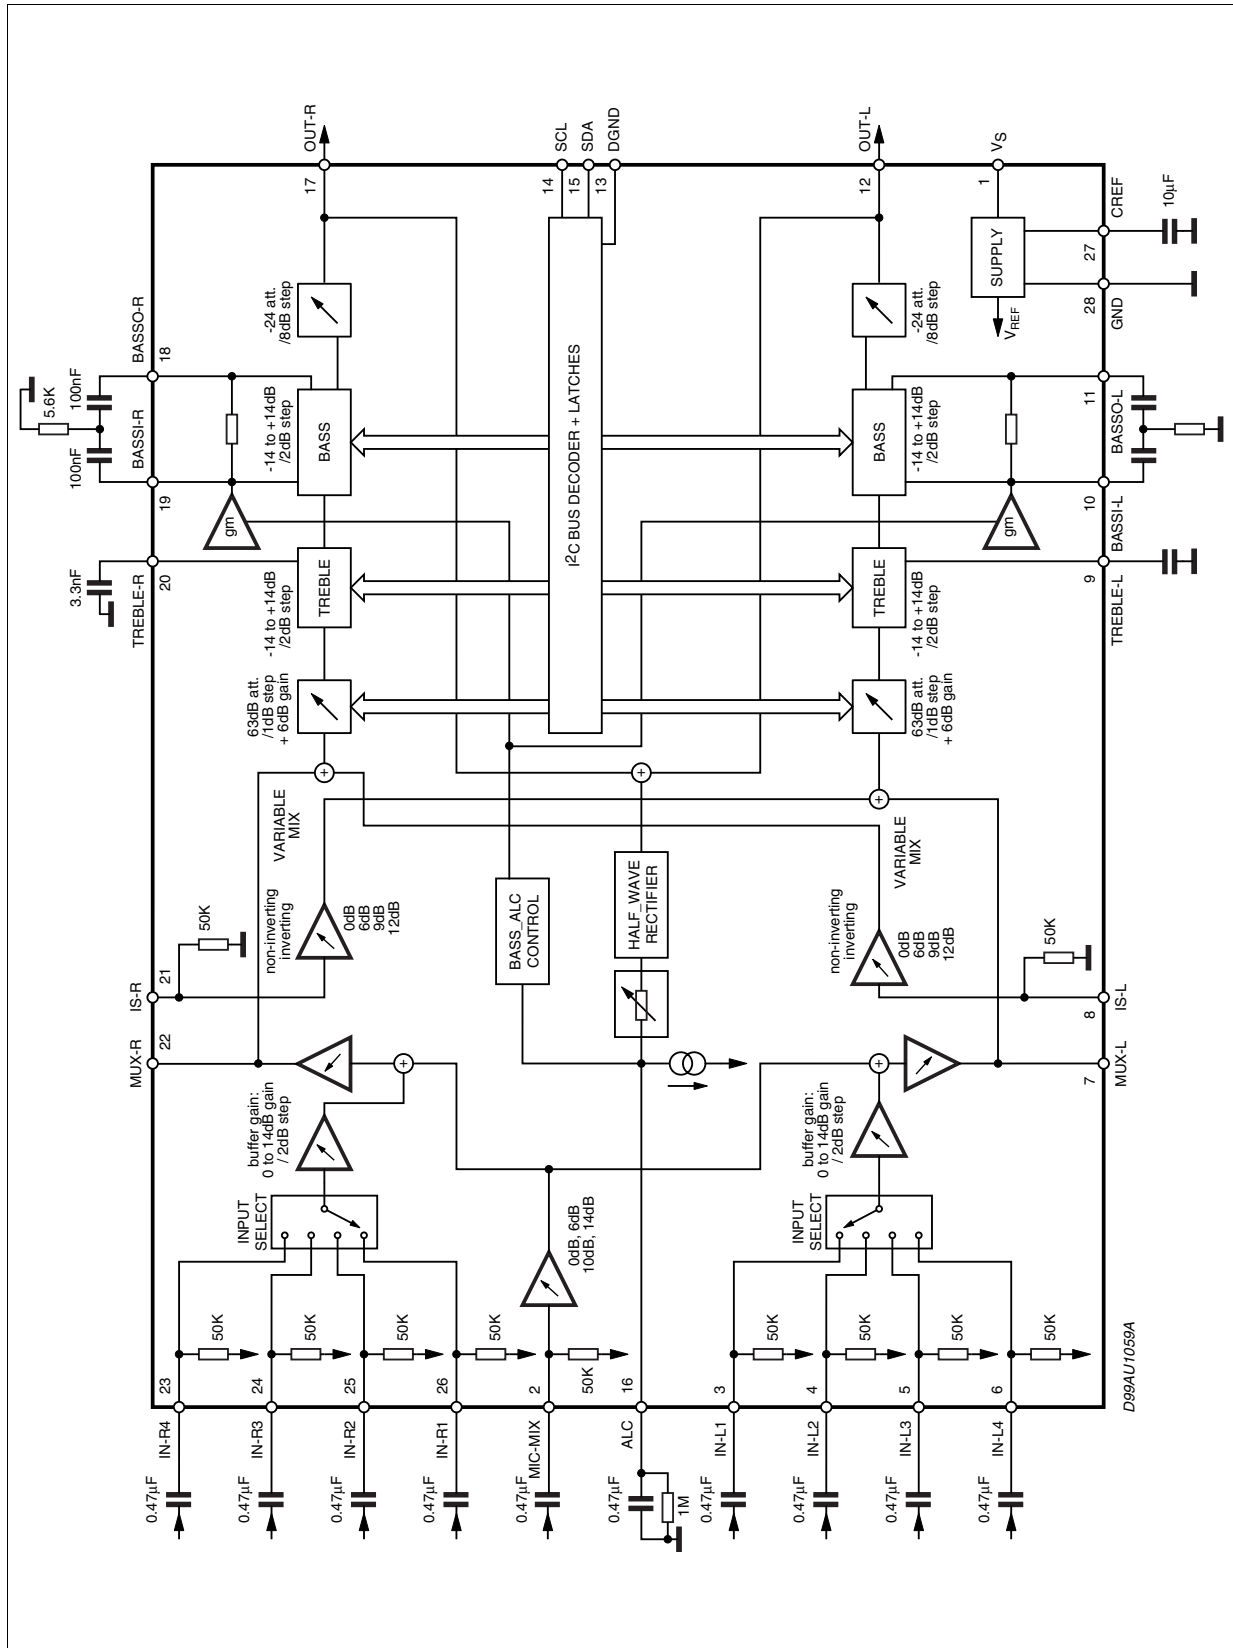 OUT-R
17
SCL
14
SDA
15
DGND
13
OUT-L
12
VS
1
BASSO-R
18
5.6K
100nF
100nF
BASSI-R
19
-24 att.
/8dB step
-14 to +14dB
/2dB step
BASS
gm
3.3nF
TREBLE-R
20
-14 to +14dB
/2dB step
TREBLE
63dB att.
/1dB step
+ 6dB gain
I2C BUS DECODER + LATCHES
-24 att.
/8dB step
BASS
-14 to +14dB
/2dB step
TREBLE
-14 to +14dB
/2dB step
63dB att.
/1dB step
+ 6dB gain
SUPPLY
VREF
CREF
27
10µF
28
GND
11
BASSO-L
10
BASSI-L
gm
9
TREBLE-L
+
VARIABLE
MIX
+
+
VARIABLE
MIX
50K
non-inverting
inverting
0dB
6dB
9dB
12dB
BASS_ALC
CONTROL
HALF_WAVE
RECTIFIER
non-inverting
inverting
0dB
6dB
9dB
12dB
50K
IS-R
21
MUX-R
22
8
IS-L
7
MUX-L
+
+
buffer gain:
0 to 14dB gain
/ 2dB step
buffer gain:
0 to 14dB gain
/ 2dB step
INPUT
SELECT
0dB, 6dB
10dB, 14dB
INPUT
SELECT
50K
50K
50K
50K
50K
50K
50K
50K
50K
23
24
25
26
2
16
3
4
5
6
D99AU1059A
IN-R4
IN-R3
IN-R2
IN-R1
MIC-MIX
ALC
IN-L1
IN-L2
IN-L3
IN-L4
0.47µF
0.47µF
0.47µF
0.47µF
0.47µF
1M
0.47µF
0.47µF
0.47µF
0.47µF